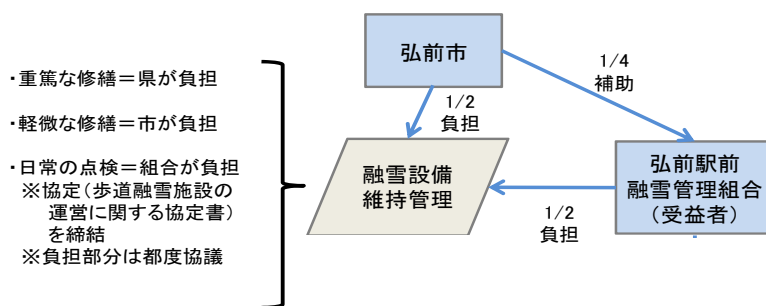 ・重篤な修繕＝県が負担
・軽微な修繕＝市が負担
・日常の点検＝組合が負担
※協定（歩道融雪施設の
運営に関する協定書）
を締結
※負担部分は都度協議
弘前市
1/4
補助
1/2
負担
融雪設備
維持管理
弘前駅前
融雪管理組合
（受益者）
1/2
負担